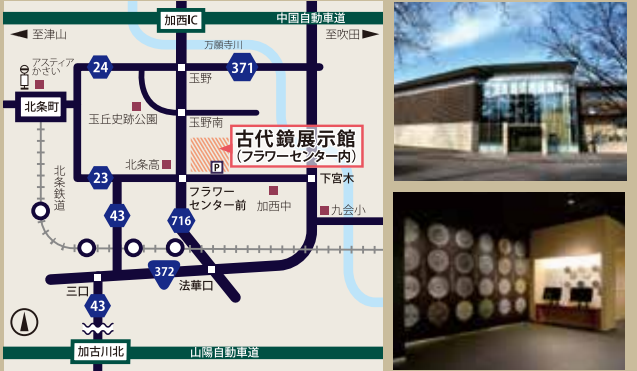 加西IC
中国自動車道
至津山
至吹田
万願寺川
アスティア
かさい
24
371
玉野
北条町
玉丘史跡公園
玉野南
古代鏡展示館
(フラワーセンター内)
北条高
P
23
下宮木
北条鉄道
フラワー
センター前
加西中
九会小
43
716
372
三口
法華口
43
加古川北
山陽自動車道